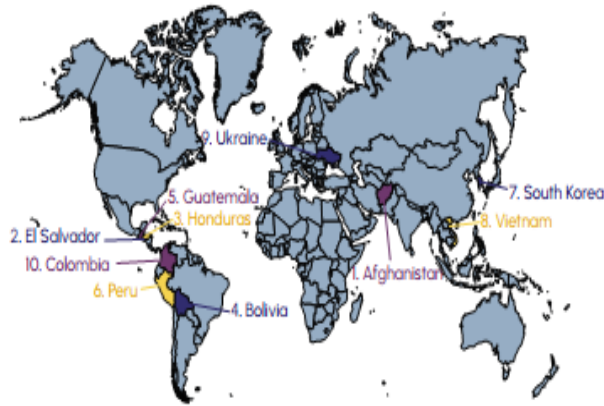 9. Ukraine
5. Guatemala
7. South Korea
3. Honduras
8. Vietnam
2. El Salvador
10. Colombia
1. Afghanistan
6. Peru
4. Bolivia